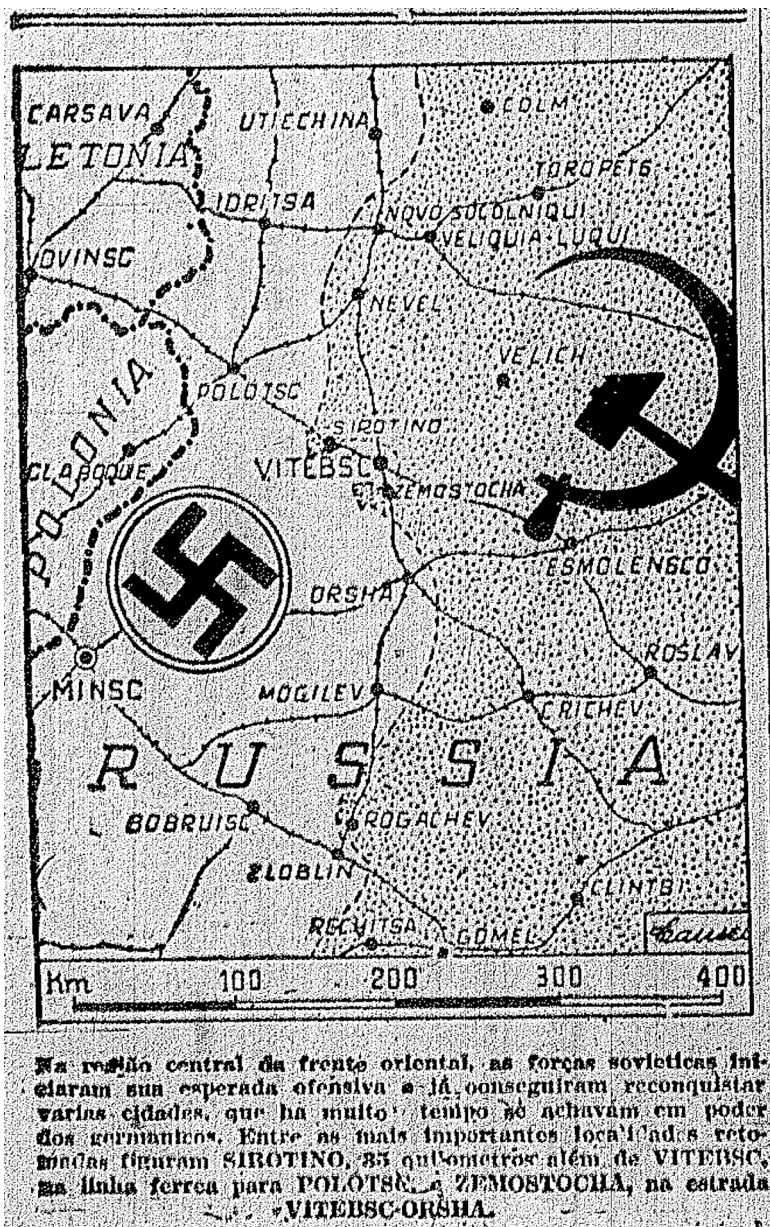 CARSAVA
UTIECHINA
COLM
LETONIA
TOROPETS
IDRITSA
NOVO SOCOLNIQUI
VELIQUIA-LUQUI
DVINSC
NEVEL
VELICH
POLOTSC
POLONIA
SIROTINO
CLABOQUE
VITEBSC
ZEMOSTOCHA
ESMOLENSCO
ORSHA
ROSLAV
MINSC
MOGILEV
CRICHEV
RUSSIA
BOBRUISC
ROGACHEV
ZLOBLIN
CLINTSI
RECHITSA
GOMEL
Km 100 200 300 400
Na região central da frente oriental, as forças sovieticas ini-
ciaram sua esperada ofensiva e já conseguiram reconquistar
varias cidades, que ha muito tempo se achavam em poder
dos germanicos. Entre as mais importantes localidades reto-
madas figuram SIROTINO, 35 quilometros além de VITEBSC,
na linha ferrea para POLOTSC, e ZEMOSTOCHA, na estrada
VITEBSC-ORSHA.